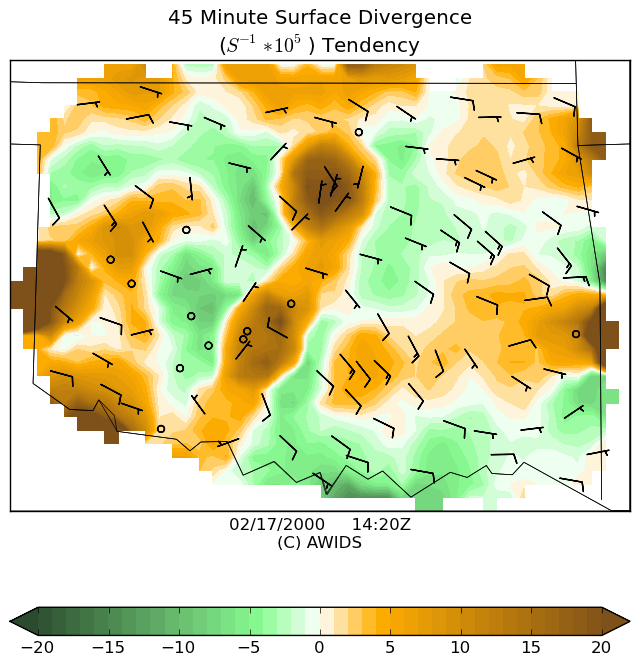 45 Minute Surface Divergence
($S^{-1} * 10^{5}$ ) Tendency
02/17/2000 14:20Z
(C) AWIDS
−20 −15 −10 −5 0 5 10 15 20